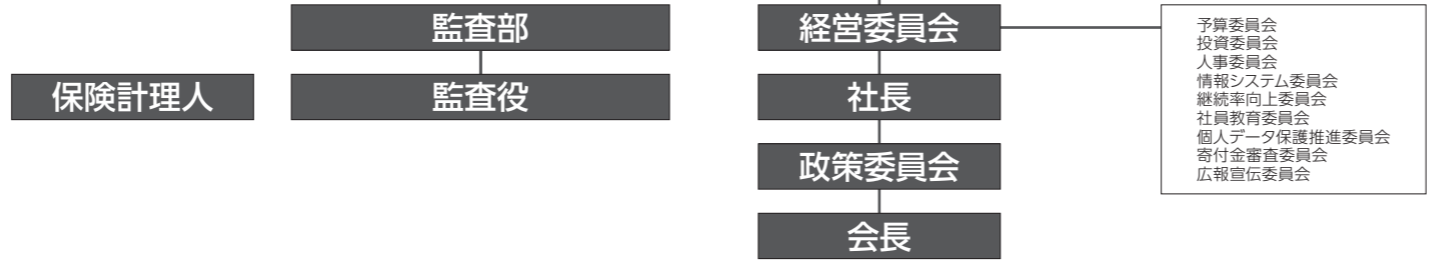 監査部
経営委員会
予算委員会
投資委員会
人事委員会
情報システム委員会
継続率向上委員会
社員教育委員会
個人データ保護推進委員会
寄付金審査委員会
広報宣伝委員会
保険計理人
監査役
社長
政策委員会
会長